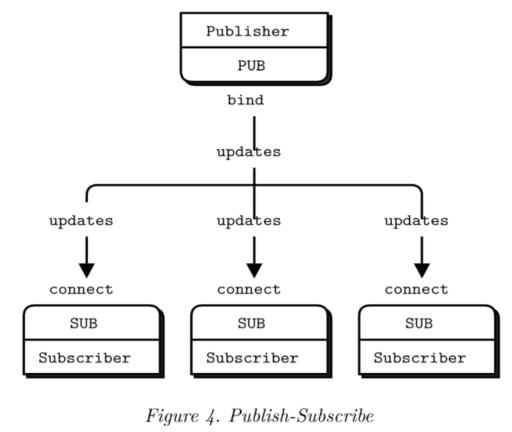 Publisher
PUB
bind
updates
updates updates updates
connect connect connect
SUB SUB SUB
Subscriber Subscriber Subscriber
Figure 4. Publish-Subscribe